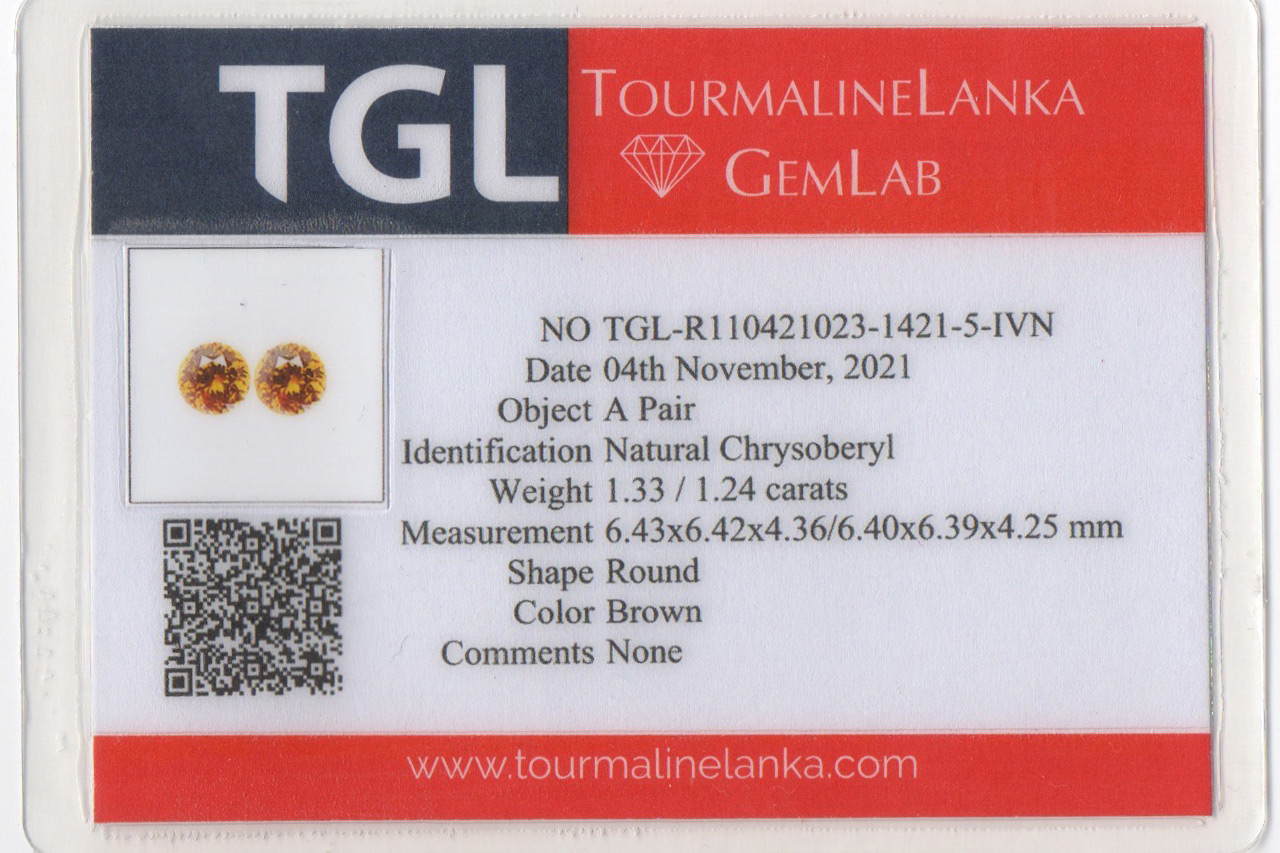 TGL
TOURMALINELANKA
GEMLAB
NO TGL-R110421023-1421-5-IVN
Date 04th November, 2021
Object A Pair
Identification Natural Chrysoberyl
Weight 1.33 / 1.24 carats
Measurement 6.43x6.42x4.36/6.40x6.39x4.25 mm
Shape Round
Color Brown
Comments None
www.tourmalinelanka.com